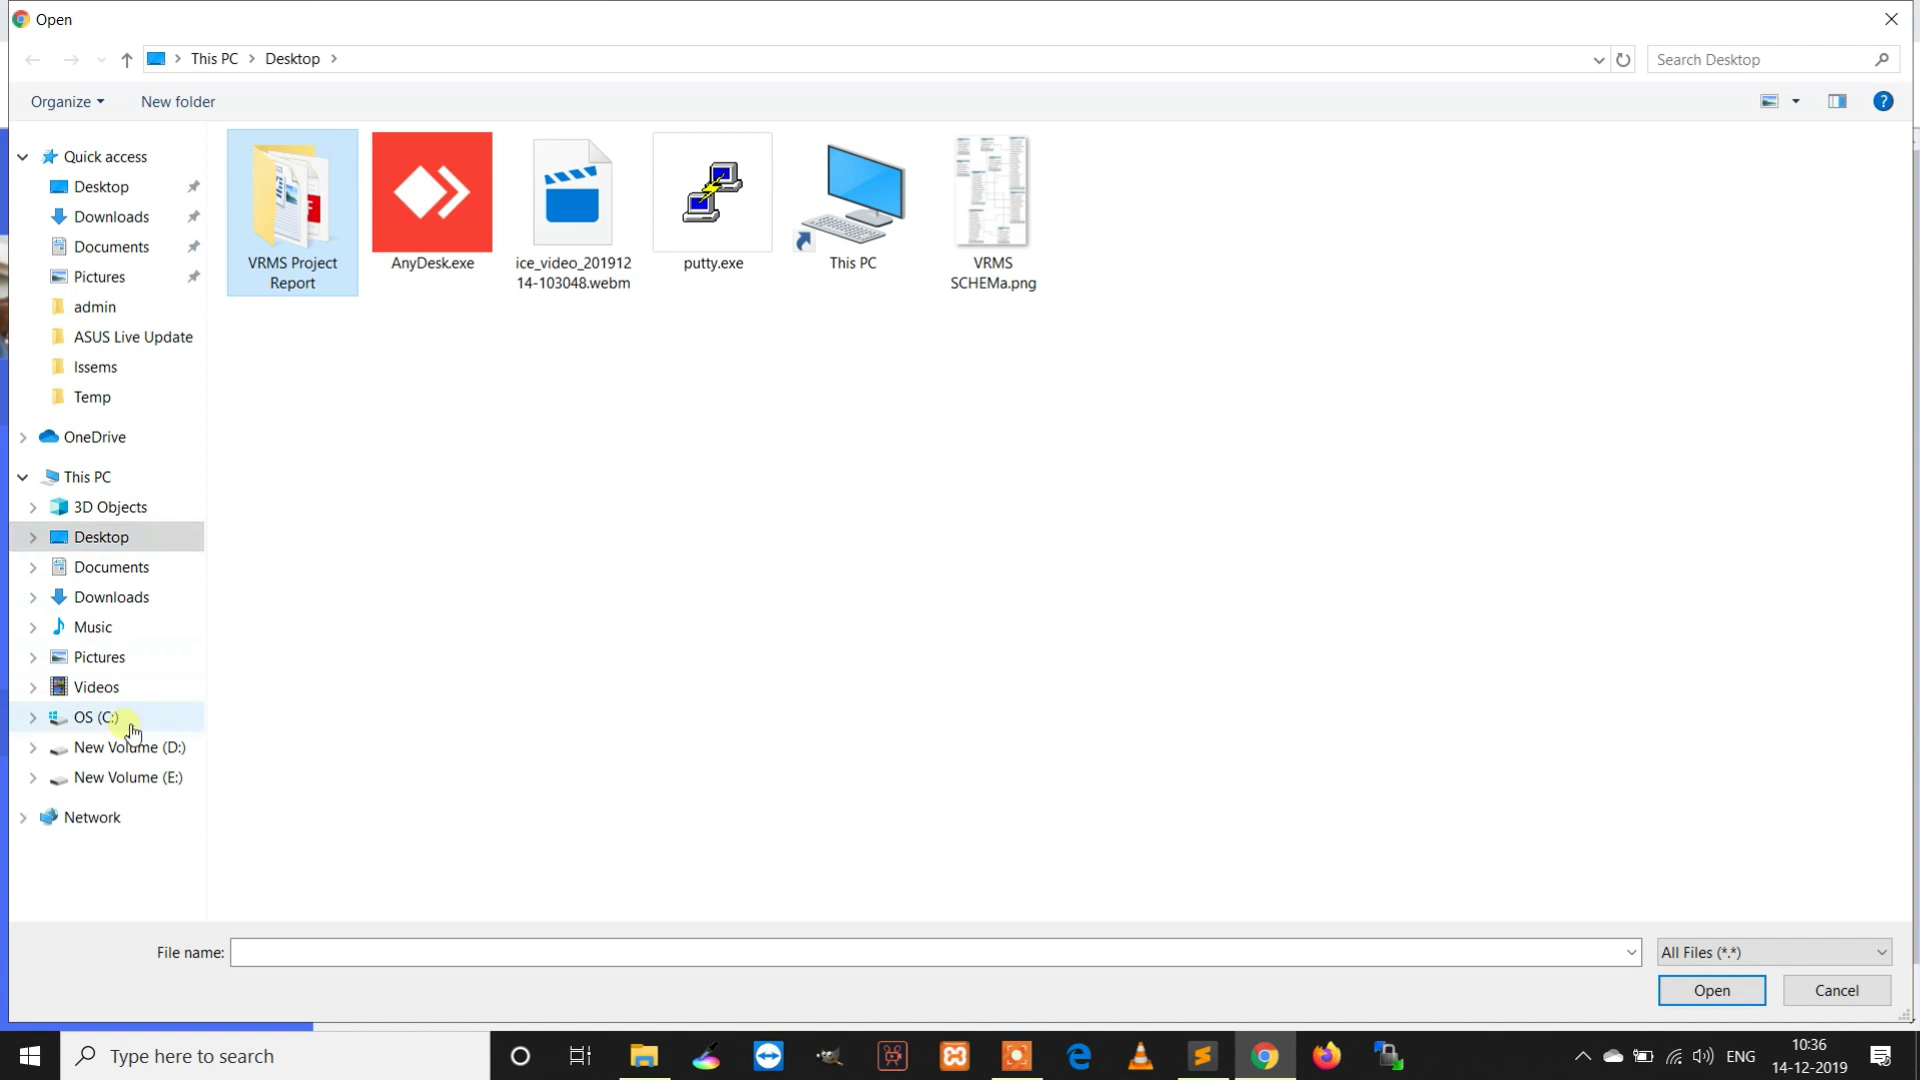 Open
This PC
Desktop
Search Desktop
Organize
New folder
?
Quick access
Desktop
Downloads
Documents
Pictures
admin
ASUS Live Update
Issems
Temp
OneDrive
This PC
3D Objects
Desktop
Documents
Downloads
Music
Pictures
Videos
OS (C:)
New Volume (D:)
New Volume (E:)
Network
VRMS Project
Report
AnyDesk.exe
ice_video_201912
14-103048.webm
putty.exe
This PC
VRMS
SCHEMa.png
File name:
All Files (*.*)
Open
Cancel
Type here to search
ENG
10:36
14-12-2019